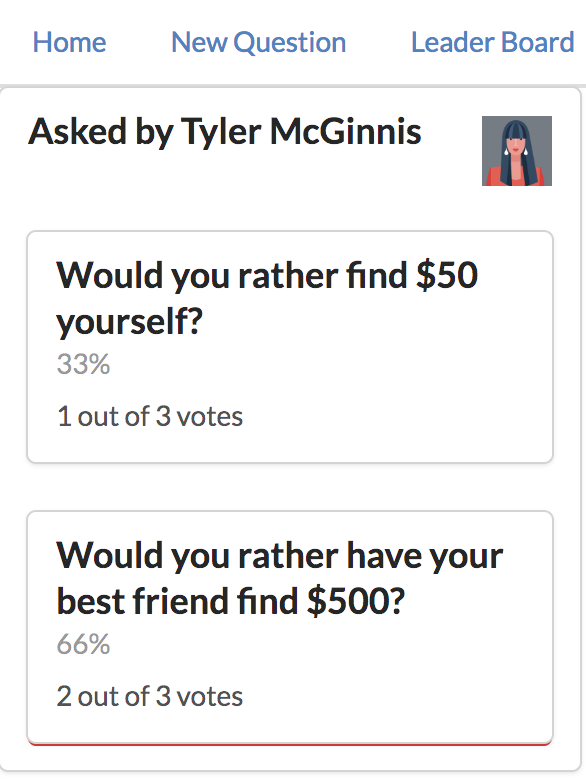 Home New Question Leader Board
Asked by Tyler McGinnis
Would you rather find $50
yourself?
33%
1 out of 3 votes
Would you rather have your
best friend find $500?
66%
2 out of 3 votes